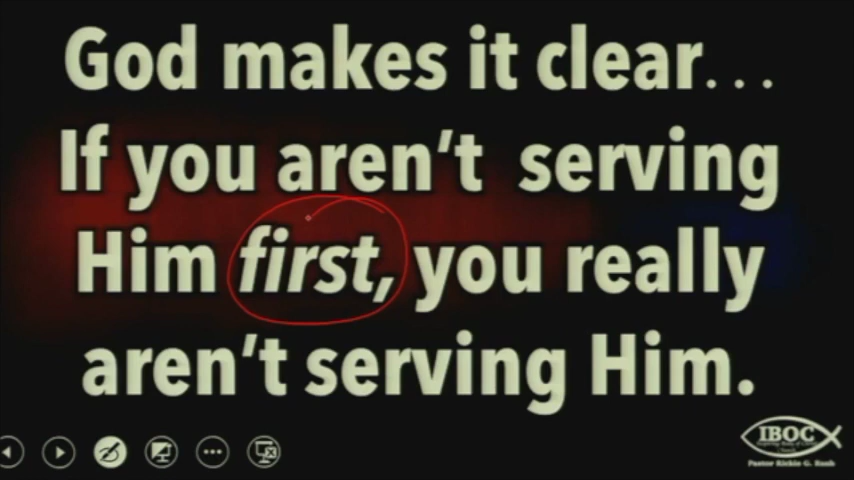 God makes it clear...
If you aren't serving
Him first, you really
aren't serving Him.
IBOC